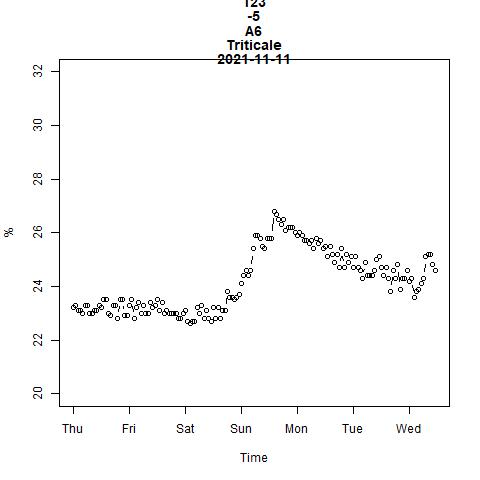 123
-5
A6
Triticale
2021-11-11
32
30
28
26
24
22
20
%
Thu Fri Sat Sun Mon Tue Wed
Time